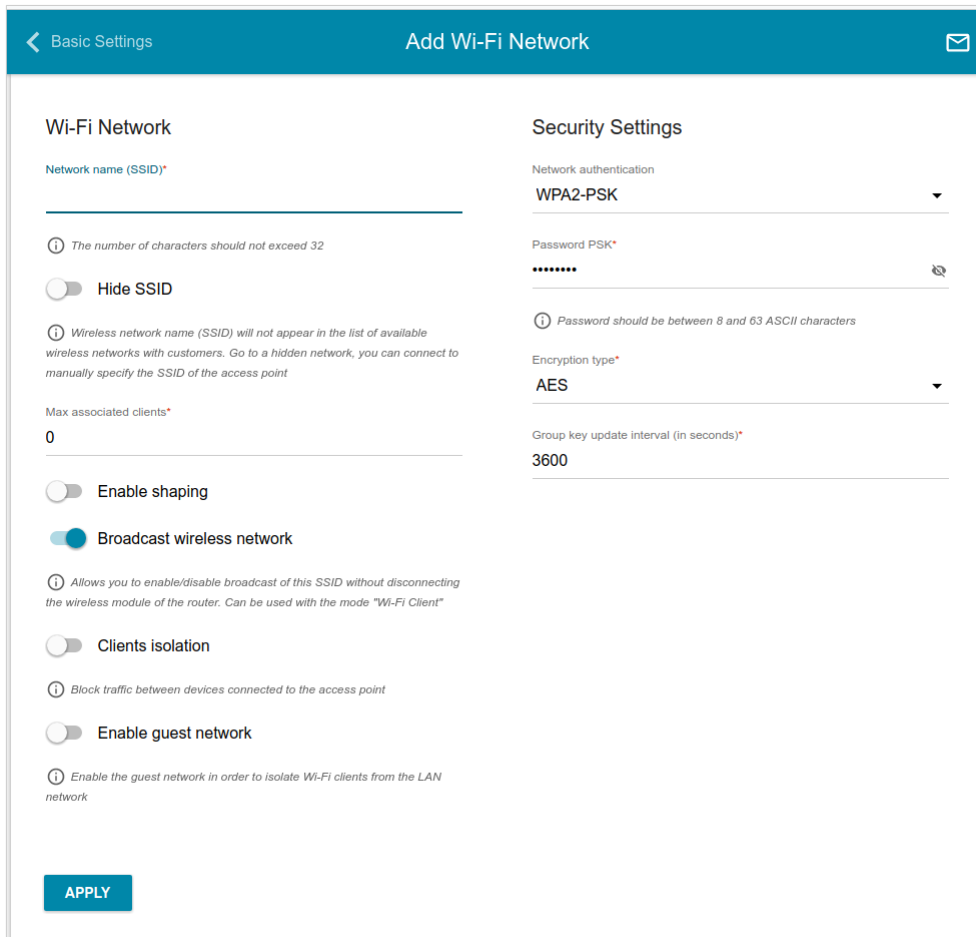 Basic Settings
Add Wi-Fi Network
Wi-Fi Network
Network name (SSID)*
The number of characters should not exceed 32
Hide SSID
Wireless network name (SSID) will not appear in the list of available
wireless networks with customers. Go to a hidden network, you can connect to
manually specify the SSID of the access point
Max associated clients*
0
Enable shaping
Broadcast wireless network
Allows you to enable/disable broadcast of this SSID without disconnecting
the wireless module of the router. Can be used with the mode "Wi-Fi Client"
Clients isolation
Block traffic between devices connected to the access point
Enable guest network
Enable the guest network in order to isolate Wi-Fi clients from the LAN
network
APPLY
Security Settings
Network authentication
WPA2-PSK
Password PSK*
••••••••
Password should be between 8 and 63 ASCII characters
Encryption type*
AES
Group key update interval (in seconds)*
3600